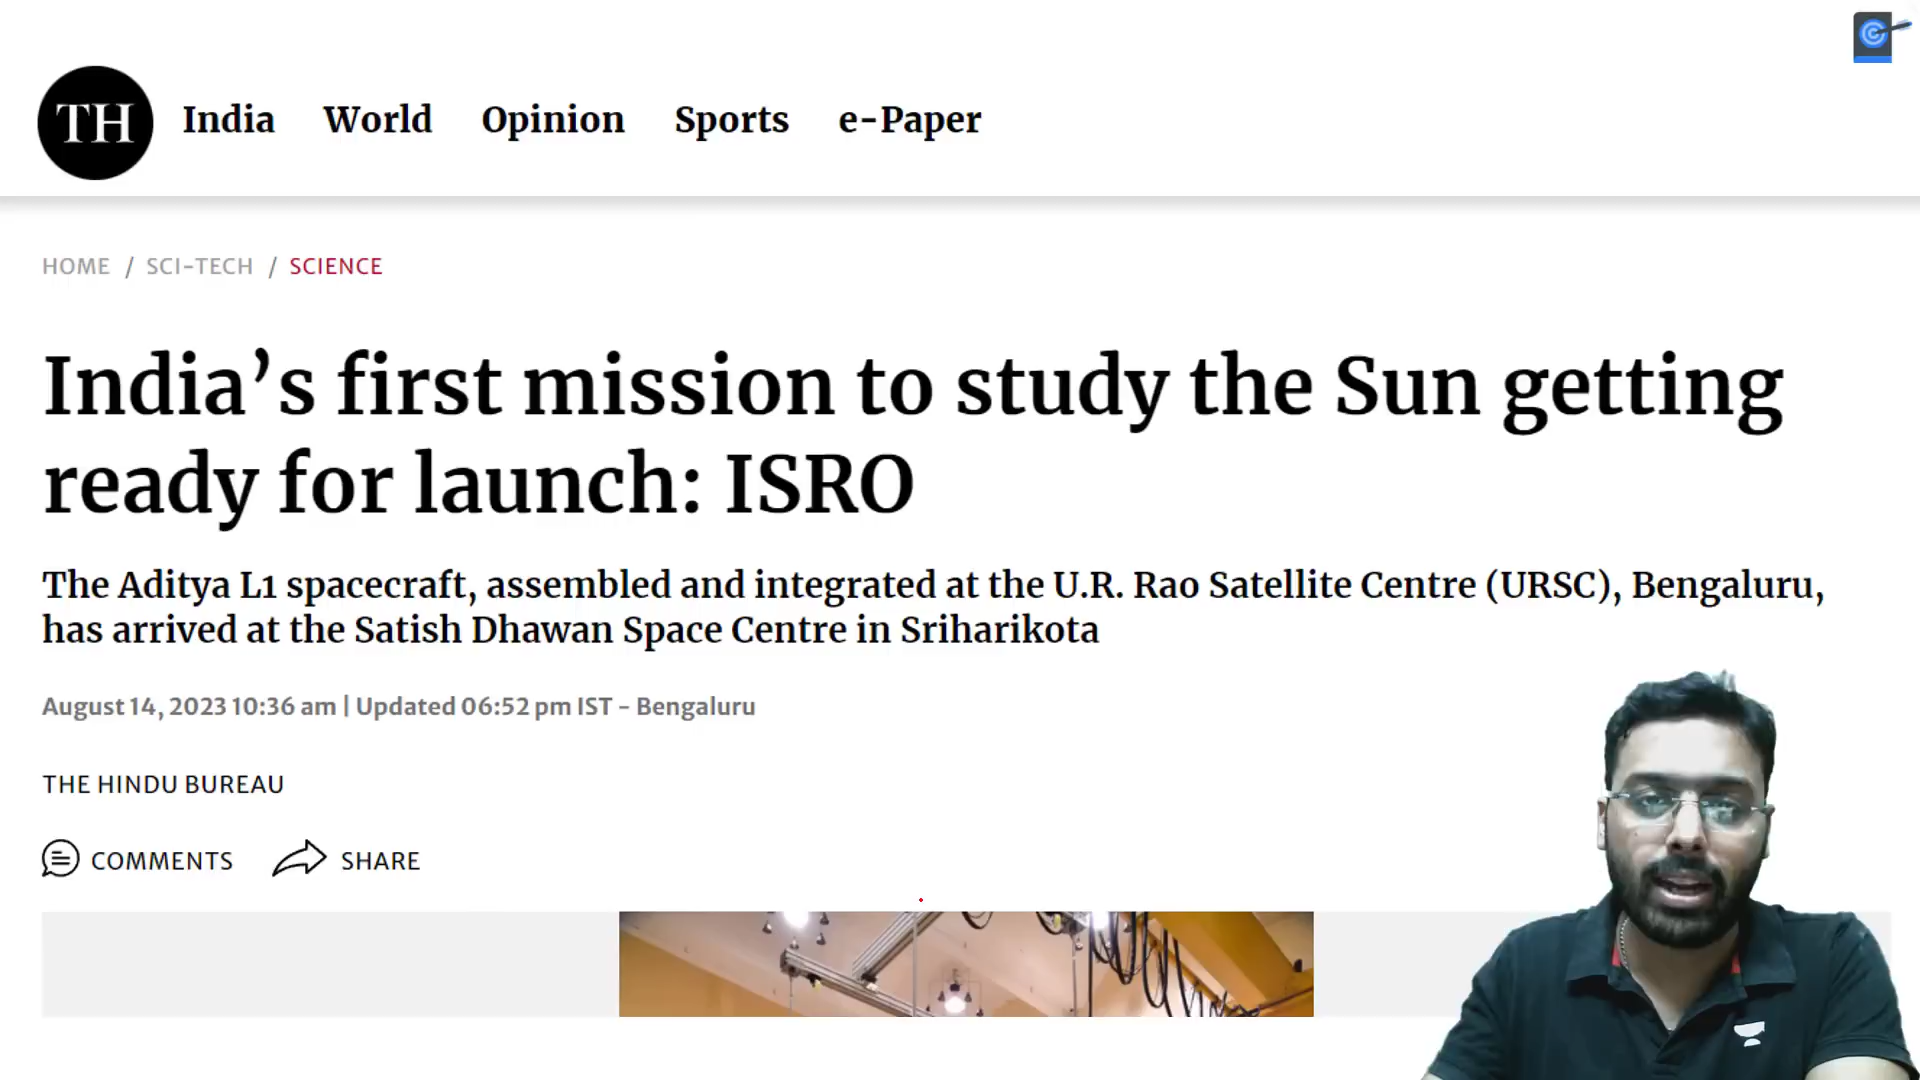 TH
India World Opinion Sports e-Paper
HOME / SCI-TECH / SCIENCE
India’s first mission to study the Sun getting
ready for launch: ISRO
The Aditya L1 spacecraft, assembled and integrated at the U.R. Rao Satellite Centre (URSC), Bengaluru,
has arrived at the Satish Dhawan Space Centre in Sriharikota
August 14, 2023 10:36 am | Updated 06:52 pm IST - Bengaluru
THE HINDU BUREAU
COMMENTS SHARE